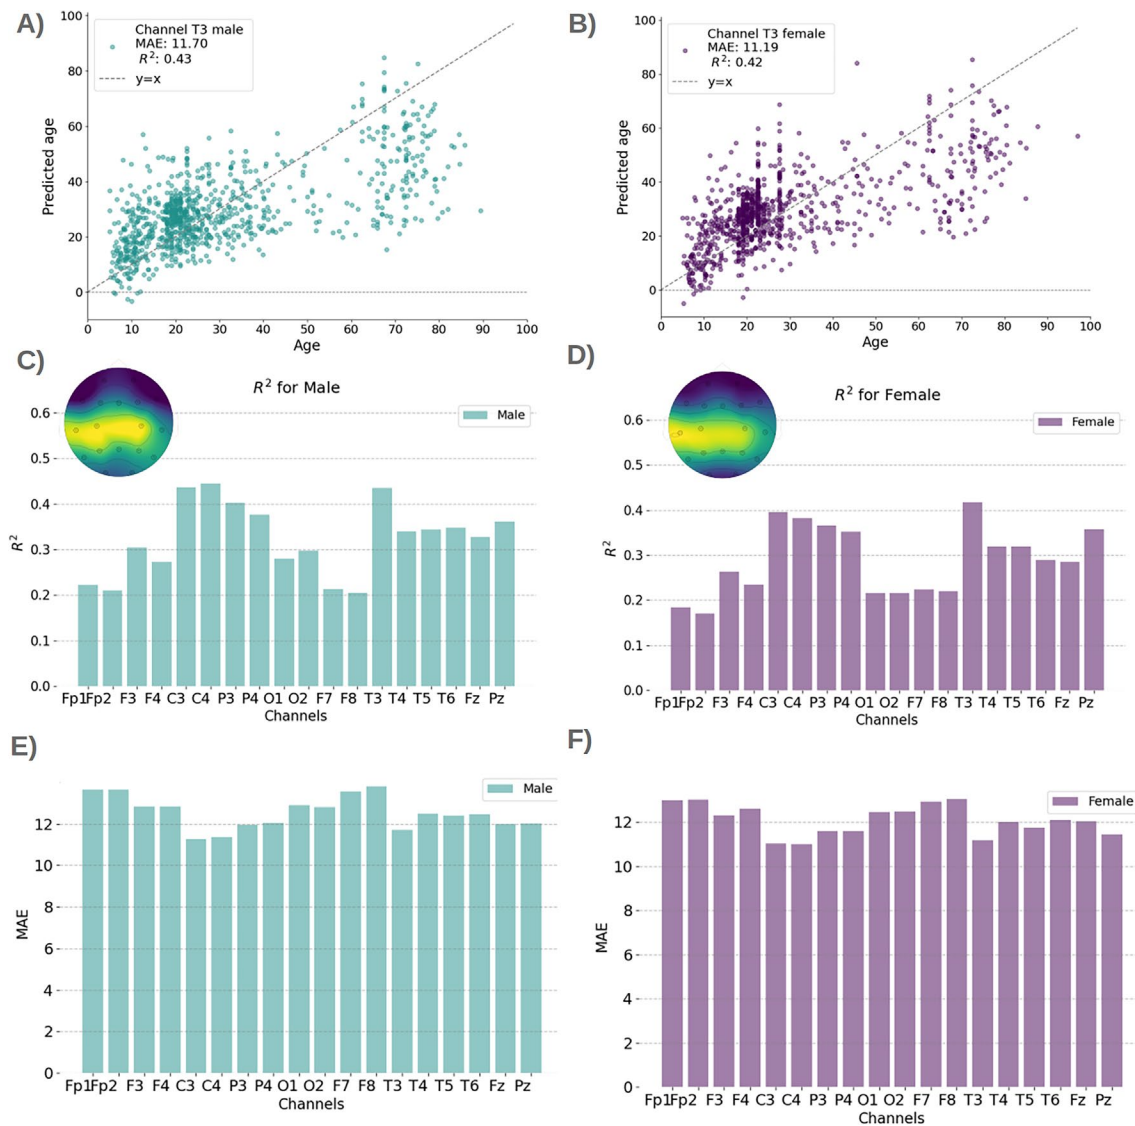 A)
Channel T3 male
MAE: 11.70
R²: 0.43
y=x
100
80
60
40
20
0
Predicted age
0 10 20 30 40 50 60 70 80 90 100
Age
B)
Channel T3 female
MAE: 11.19
R²: 0.42
y=x
100
80
60
40
20
0
Predicted age
0 10 20 30 40 50 60 70 80 90 100
Age
C)
R² for Male
Male
0.6
0.5
0.4
0.3
0.2
0.1
0.0
R²
Fp1 Fp2 F3 F4 C3 C4 P3 P4 O1 O2 F7 F8 T3 T4 T5 T6 Fz Pz
Channels
D)
R² for Female
Female
0.6
0.5
0.4
0.3
0.2
0.1
0.0
R²
Fp1 Fp2 F3 F4 C3 C4 P3 P4 O1 O2 F7 F8 T3 T4 T5 T6 Fz Pz
Channels
E)
Male
12
10
8
6
4
2
0
MAE
Fp1 Fp2 F3 F4 C3 C4 P3 P4 O1 O2 F7 F8 T3 T4 T5 T6 Fz Pz
Channels
F)
Female
12
10
8
6
4
2
0
MAE
Fp1 Fp2 F3 F4 C3 C4 P3 P4 O1 O2 F7 F8 T3 T4 T5 T6 Fz Pz
Channels